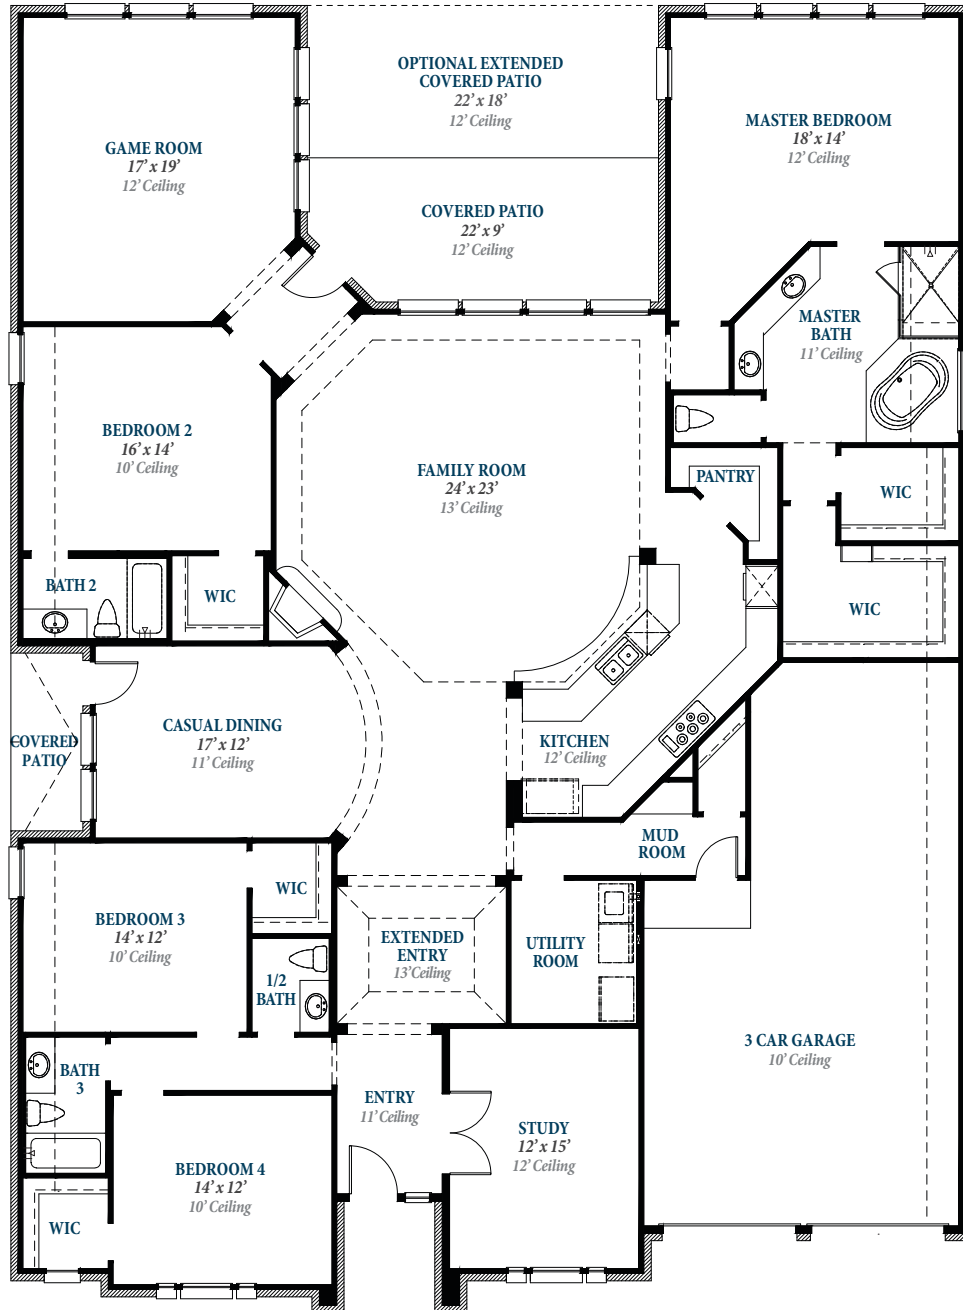 OPTIONAL EXTENDED
COVERED PATIO
22' x 18'
12' Ceiling
GAME ROOM
17' x 19'
12' Ceiling
MASTER BEDROOM
18' x 14'
12' Ceiling
COVERED PATIO
22' x 9'
12' Ceiling
MASTER
BATH
11' Ceiling
BEDROOM 2
16' x 14'
10' Ceiling
FAMILY ROOM
24' x 23'
13' Ceiling
PANTRY
WIC
BATH 2
WIC
WIC
COVERED
PATIO
CASUAL DINING
17' x 12'
11' Ceiling
KITCHEN
12' Ceiling
MUD
ROOM
WIC
BEDROOM 3
14' x 12'
10' Ceiling
EXTENDED
ENTRY
13'Ceiling
UTILITY
ROOM
1/2
BATH
3 CAR GARAGE
10' Ceiling
BATH
3
ENTRY
11' Ceiling
STUDY
12' x 15'
12' Ceiling
BEDROOM 4
14' x 12'
10' Ceiling
WIC